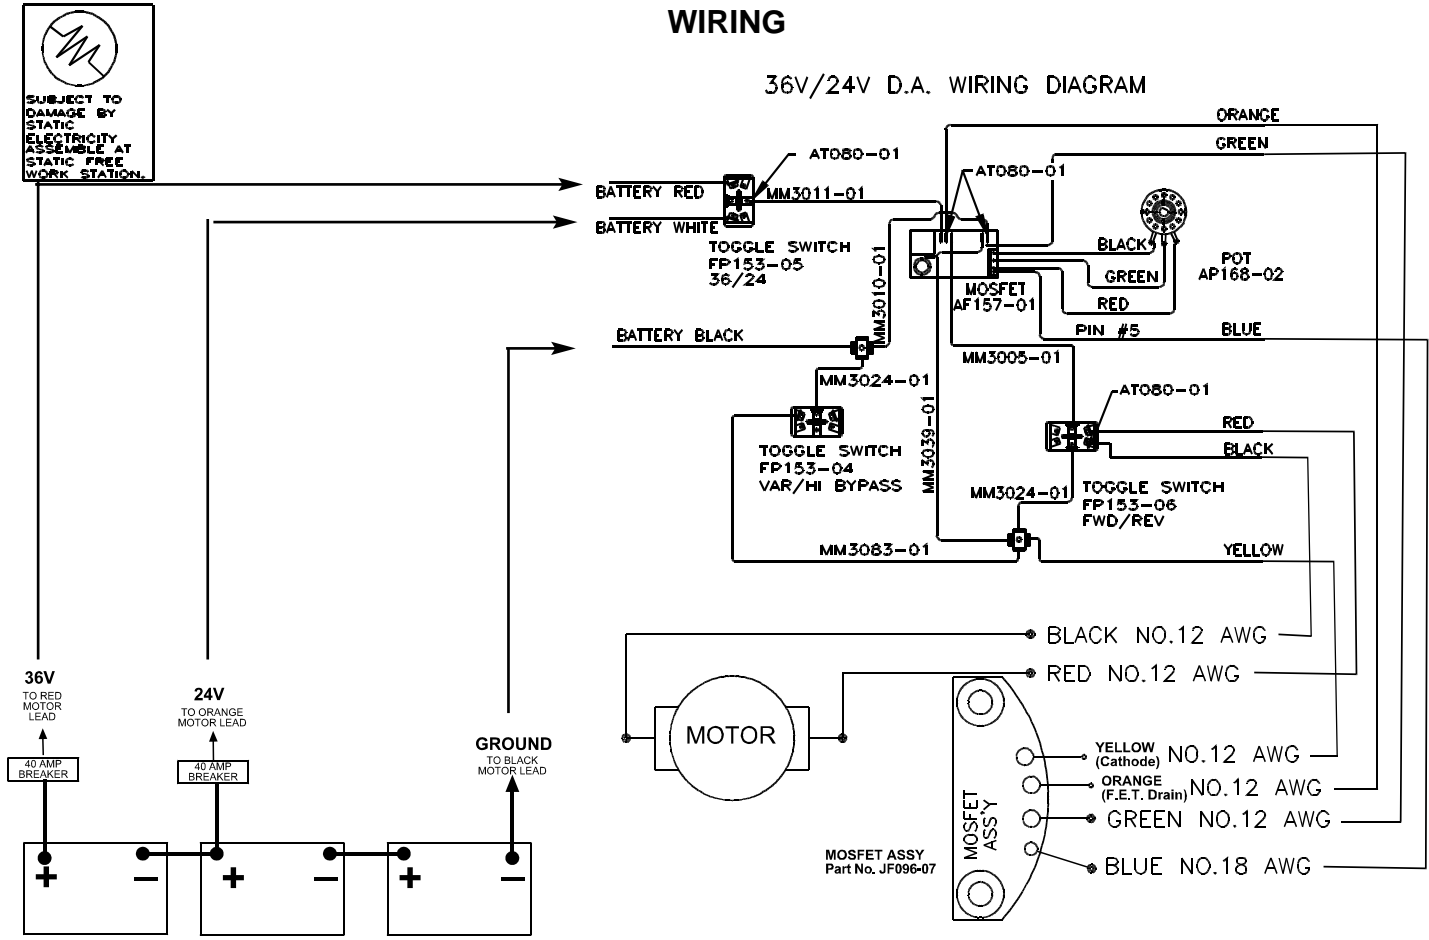 WIRING
SUBJECT TO
DAMAGE BY
STATIC
ELECTRICITY
ASSEMBLE AT
STATIC FREE
WORK STATION.
36V/24V D.A. WIRING DIAGRAM
ORANGE
GREEN
AT080-01
AT080-01
BATTERY RED
MM3011-01
BATTERY WHITE
TOGGLE SWITCH
FP153-05
36/24
MM3010-01
BLACK
GREEN
RED
POT
AP168-02
MOSFET
AF157-01
PIN #5
BLUE
BATTERY BLACK
MM3005-01
MM3024-01
AT080-01
MM3039-01
RED
BLACK
TOGGLE SWITCH
FP153-04
VAR/HI BYPASS
MM3024-01
TOGGLE SWITCH
FP153-06
FWD/REV
MM3083-01
YELLOW
BLACK NO.12 AWG
RED NO.12 AWG
36V
TO RED
MOTOR
LEAD
24V
TO ORANGE
MOTOR LEAD
GROUND
TO BLACK
MOTOR LEAD
40 AMP
BREAKER
40 AMP
BREAKER
MOTOR
YELLOW
(Cathode)
NO.12 AWG
ORANGE
(F.E.T. Drain)
NO.12 AWG
GREEN NO.12 AWG
MOSFET
ASS'Y
MOSFET ASSY
Part No. JF096-07
BLUE NO.18 AWG
+
−
+
−
+
−